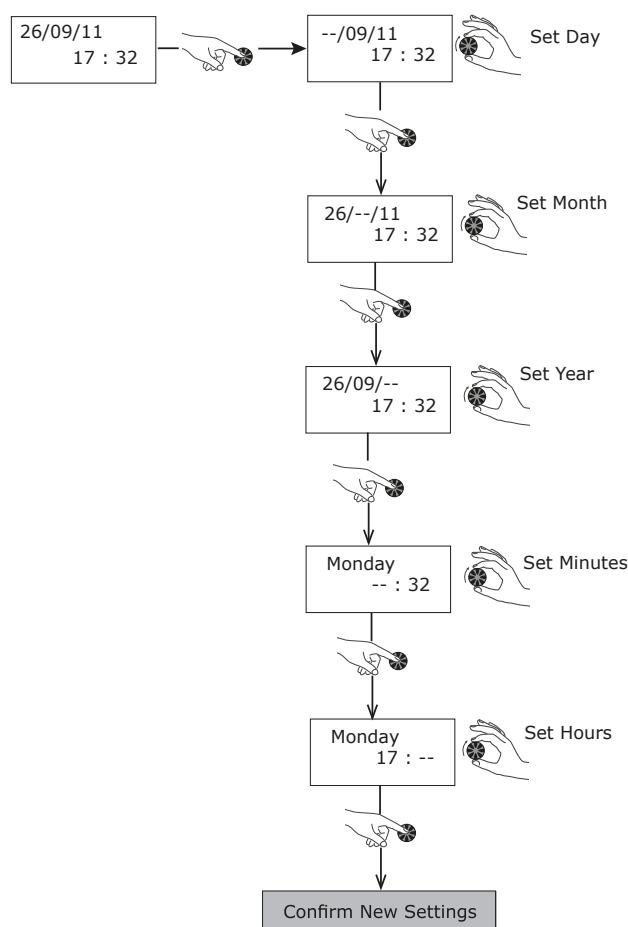 26/09/11
17 : 32
--/09/11
17 : 32
Set Day
26/--/11
17 : 32
Set Month
26/09/--
17 : 32
Set Year
Monday
-- : 32
Set Minutes
Monday
17 : --
Set Hours
Confirm New Settings